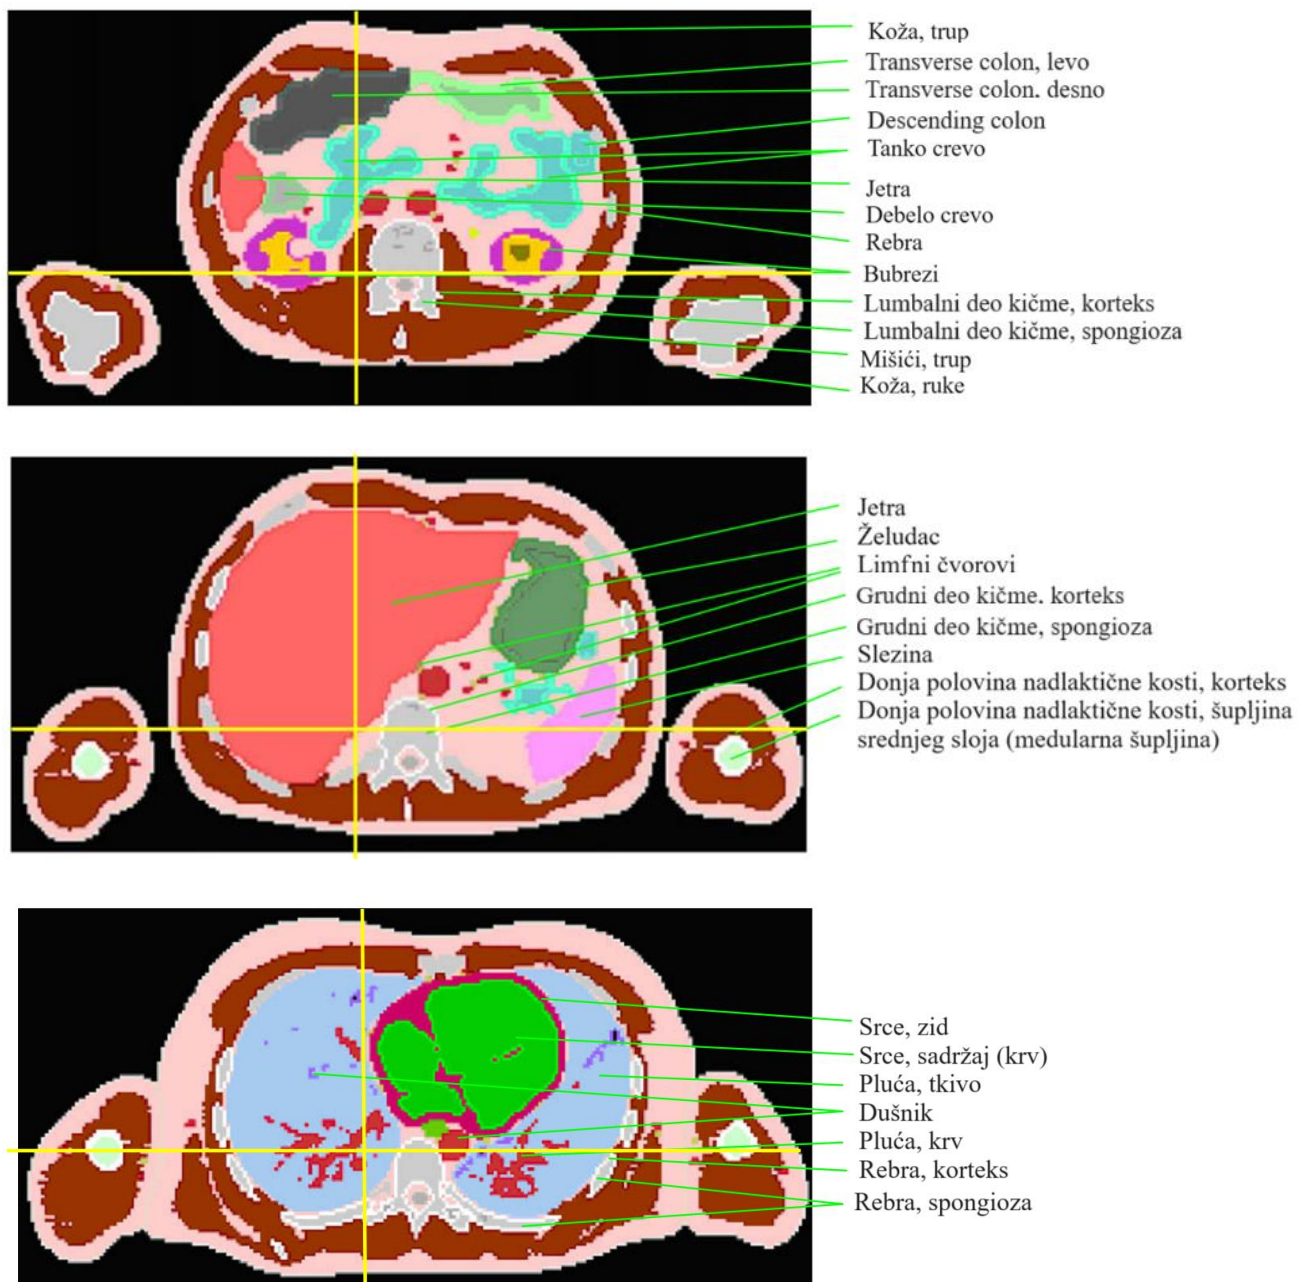 Koža, trup
Transverse colon, levo
Transverse colon. desno
Descending colon
Tanko crevo
Jetra
Debelo crevo
Rebra
Bubrezi
Lumbalni deo kičme, korteks
Lumbalni deo kičme, spongioza
Mišići, trup
Koža, ruke
Jetra
Želudac
Limfni čvorovi
Grudni deo kičme. korteks
Grudni deo kičme, spongioza
Slezina
Donja polovina nadlaktične kosti, korteks
Donja polovina nadlaktične kosti, šupljina
srednjeg sloja (medularna šupljina)
Srce, zid
Srce, sadržaj (krv)
Pluća, tkivo
Dušnik
Pluća, krv
Rebra, korteks
Rebra, spongioza